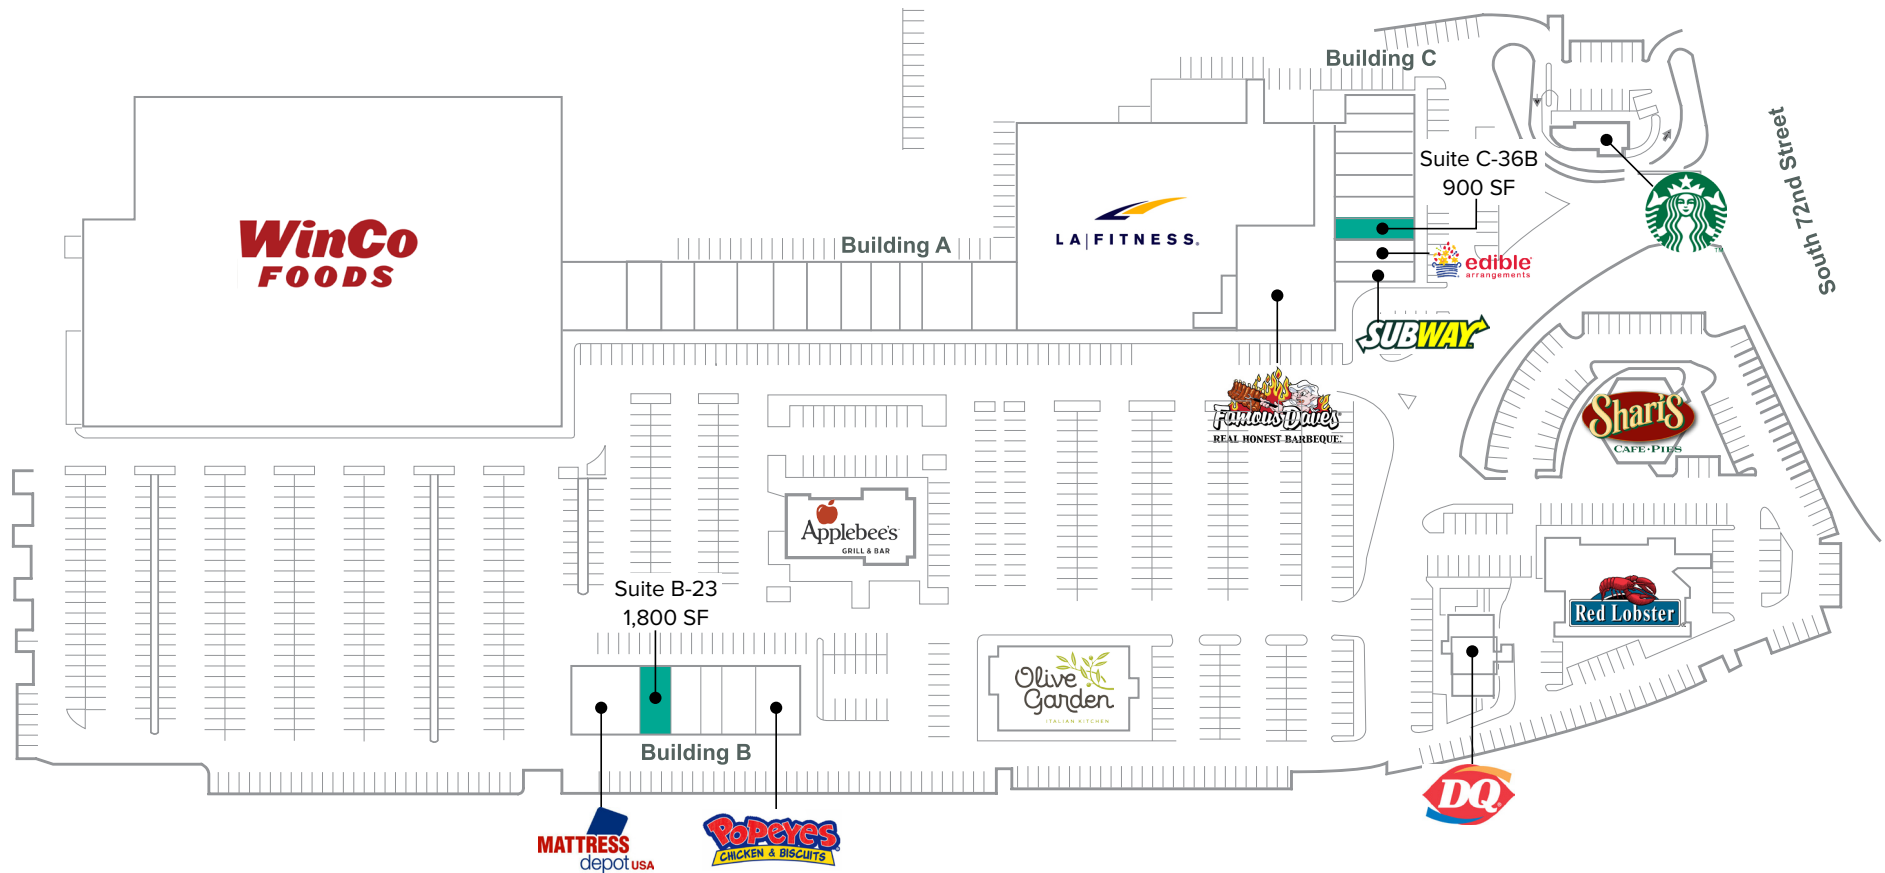 Building C
South 72nd Street
Suite C-36B
900 SF
TM
WinCo
FOODS
Building A
LA|FITNESS.
edible
arrangements
SUBWAY
Famous Dave's
REAL HONEST BARBEQUE.
Shari's
CAFE • PIES
Applebee's
GRILL & BAR
Suite B-23
1,800 SF
Red Lobster
Olive
Garden
ITALIAN KITCHEN
Building B
DQ
MATTRESS
depot USA
POPEYES
CHICKEN & BISCUITS